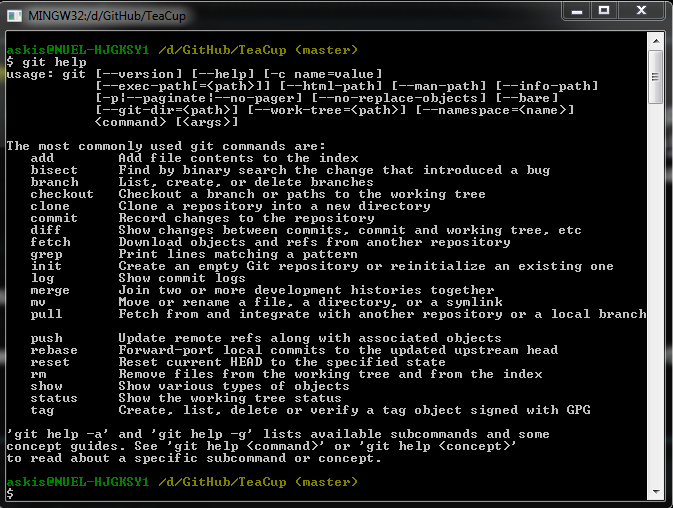 MINGW32:/d/GitHub/TeaCup
askis@NUEL-HJGKSY1 /d/GitHub/TeaCup (master)
$ git help
usage: git [--version] [--help] [-c name=value]
           [--exec-path[=<path>]] [--html-path] [--man-path] [--info-path]
           [-p|--paginate|--no-pager] [--no-replace-objects] [--bare]
           [--git-dir=<path>] [--work-tree=<path>] [--namespace=<name>]
           <command> [<args>]
The most commonly used git commands are:
   add        Add file contents to the index
   bisect     Find by binary search the change that introduced a bug
   branch     List, create, or delete branches
   checkout   Checkout a branch or paths to the working tree
   clone      Clone a repository into a new directory
   commit     Record changes to the repository
   diff       Show changes between commits, commit and working tree, etc
   fetch      Download objects and refs from another repository
   grep       Print lines matching a pattern
   init       Create an empty Git repository or reinitialize an existing one
   log        Show commit logs
   merge      Join two or more development histories together
   mv         Move or rename a file, a directory, or a symlink
   pull       Fetch from and integrate with another repository or a local branch
   push       Update remote refs along with associated objects
   rebase     Forward-port local commits to the updated upstream head
   reset      Reset current HEAD to the specified state
   rm         Remove files from the working tree and from the index
   show       Show various types of objects
   status     Show the working tree status
   tag        Create, list, delete or verify a tag object signed with GPG
'git help -a' and 'git help -g' lists available subcommands and some
concept guides. See 'git help <command>' or 'git help <concept>'
to read about a specific subcommand or concept.
askis@NUEL-HJGKSY1 /d/GitHub/TeaCup (master)
$